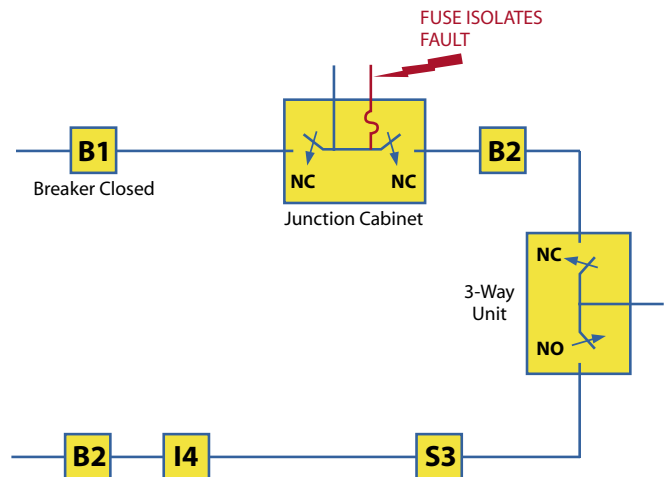 FUSE ISOLATES
FAULT
B1
Breaker Closed
NC
NC
Junction Cabinet
B2
NC
3-Way
Unit
NO
B2
I4
S3